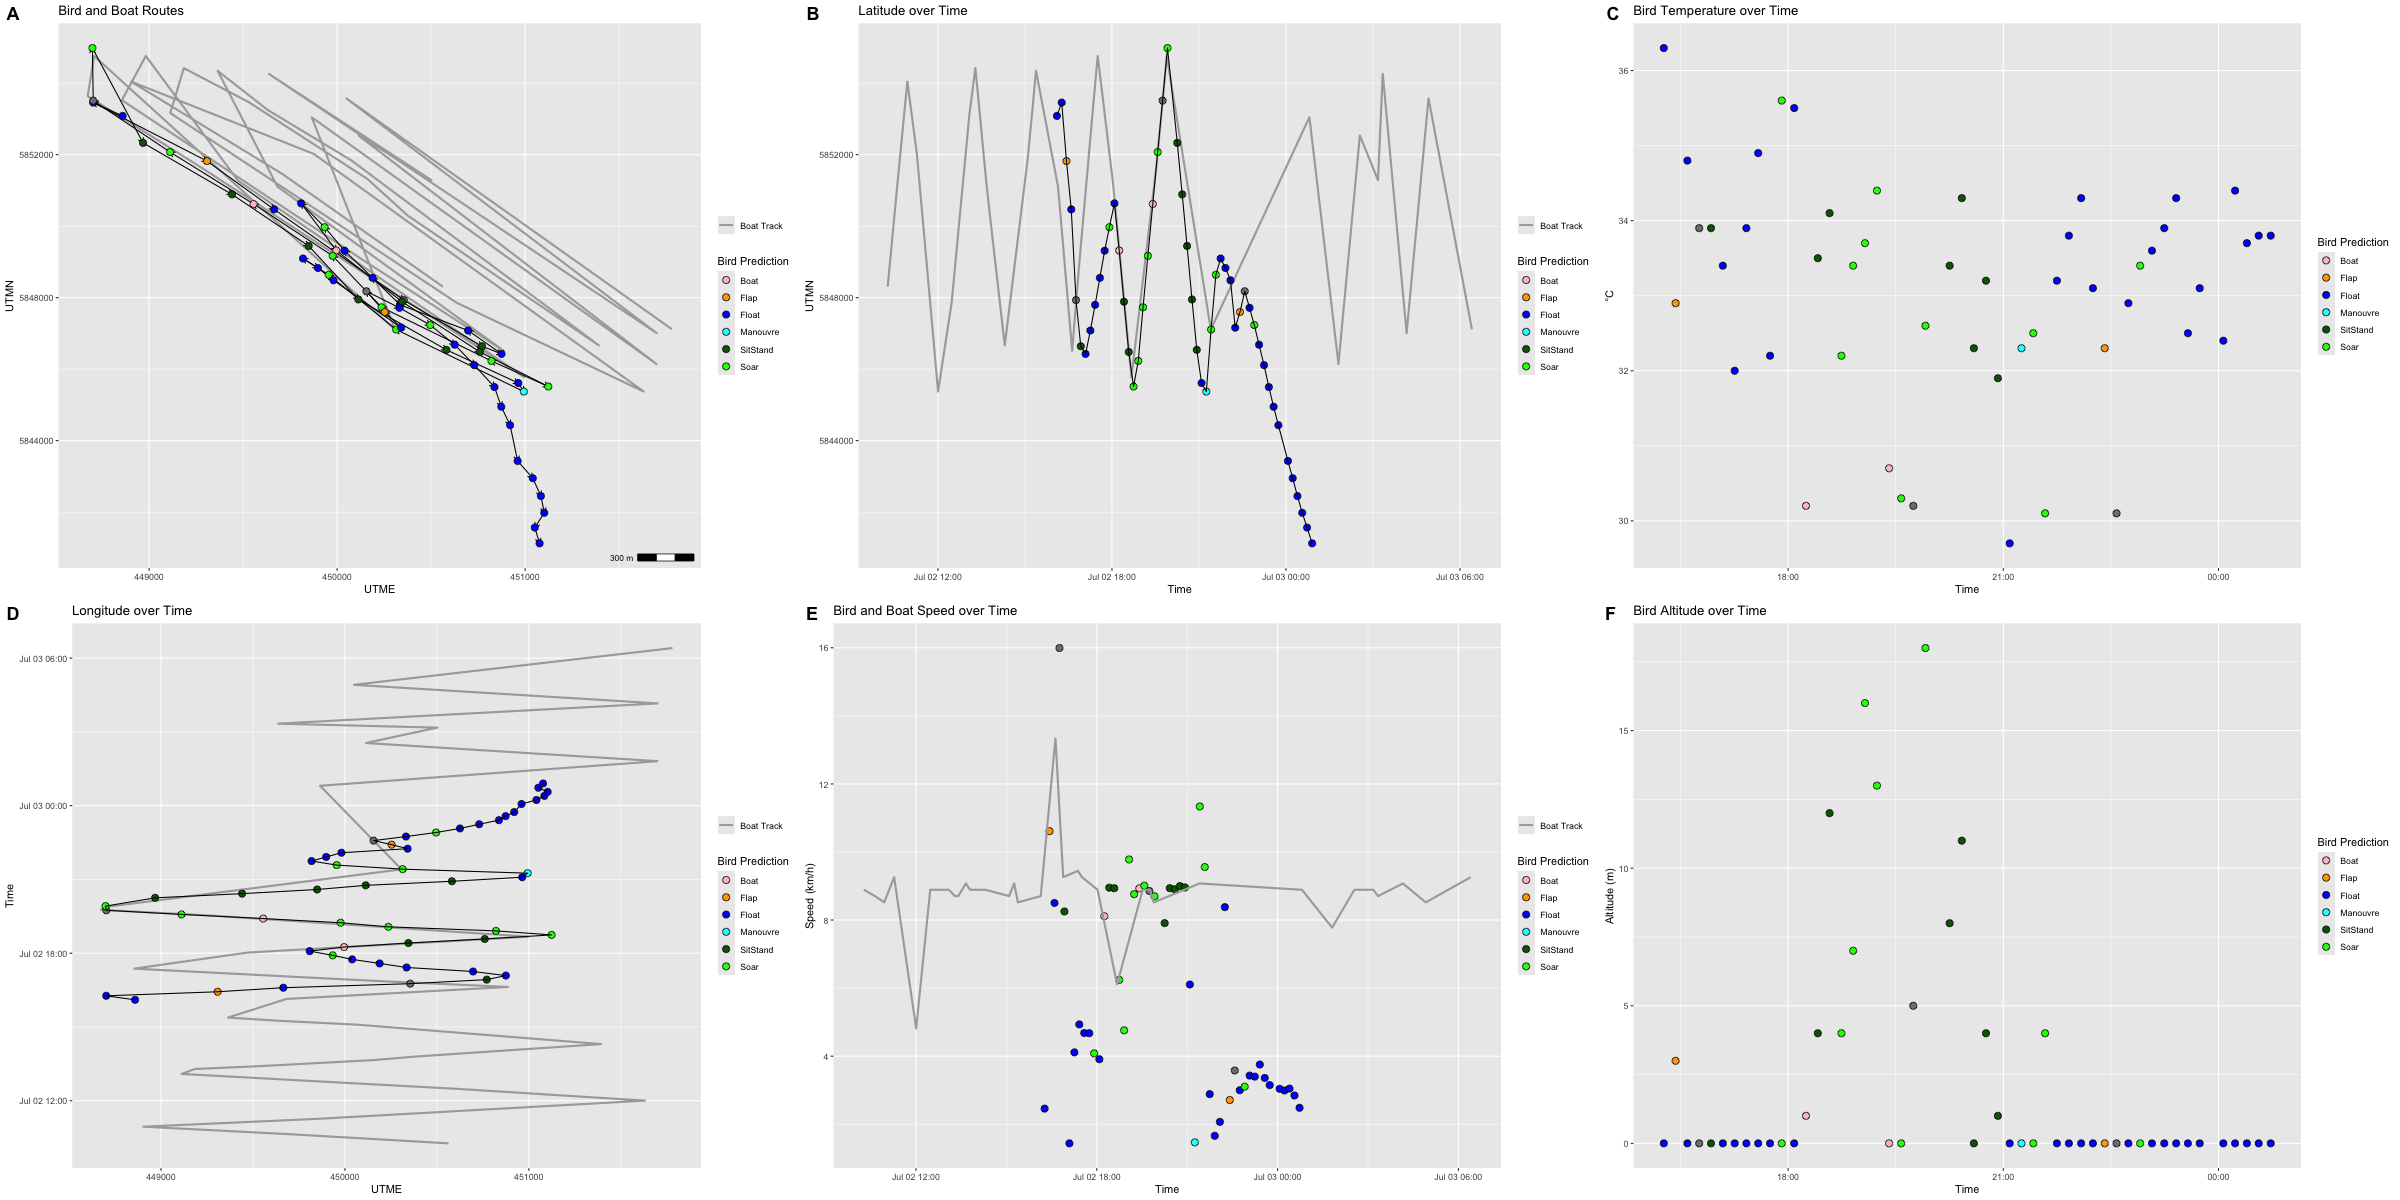 A
Bird and Boat Routes
UTMN
5852000
5848000
5844000
449000
450000
451000
UTME
300 m
Boat Track
Bird Prediction
Boat
Flap
Float
Manouvre
SitStand
Soar
B
Latitude over Time
UTMN
5852000
5848000
5844000
Jul 02 12:00
Jul 02 18:00
Jul 03 00:00
Jul 03 06:00
Time
Boat Track
Bird Prediction
Boat
Flap
Float
Manouvre
SitStand
Soar
C
Bird Temperature over Time
°C
36
34
32
30
18:00
21:00
00:00
Time
Bird Prediction
Boat
Flap
Float
Manouvre
SitStand
Soar
D
Longitude over Time
Time
Jul 03 06:00
Jul 03 00:00
Jul 02 18:00
Jul 02 12:00
449000
450000
451000
UTME
Boat Track
Bird Prediction
Boat
Flap
Float
Manouvre
SitStand
Soar
E
Bird and Boat Speed over Time
Speed (km/h)
16
12
8
4
Jul 02 12:00
Jul 02 18:00
Jul 03 00:00
Jul 03 06:00
Time
Boat Track
Bird Prediction
Boat
Flap
Float
Manouvre
SitStand
Soar
F
Bird Altitude over Time
Altitude (m)
15
10
5
0
18:00
21:00
00:00
Time
Bird Prediction
Boat
Flap
Float
Manouvre
SitStand
Soar